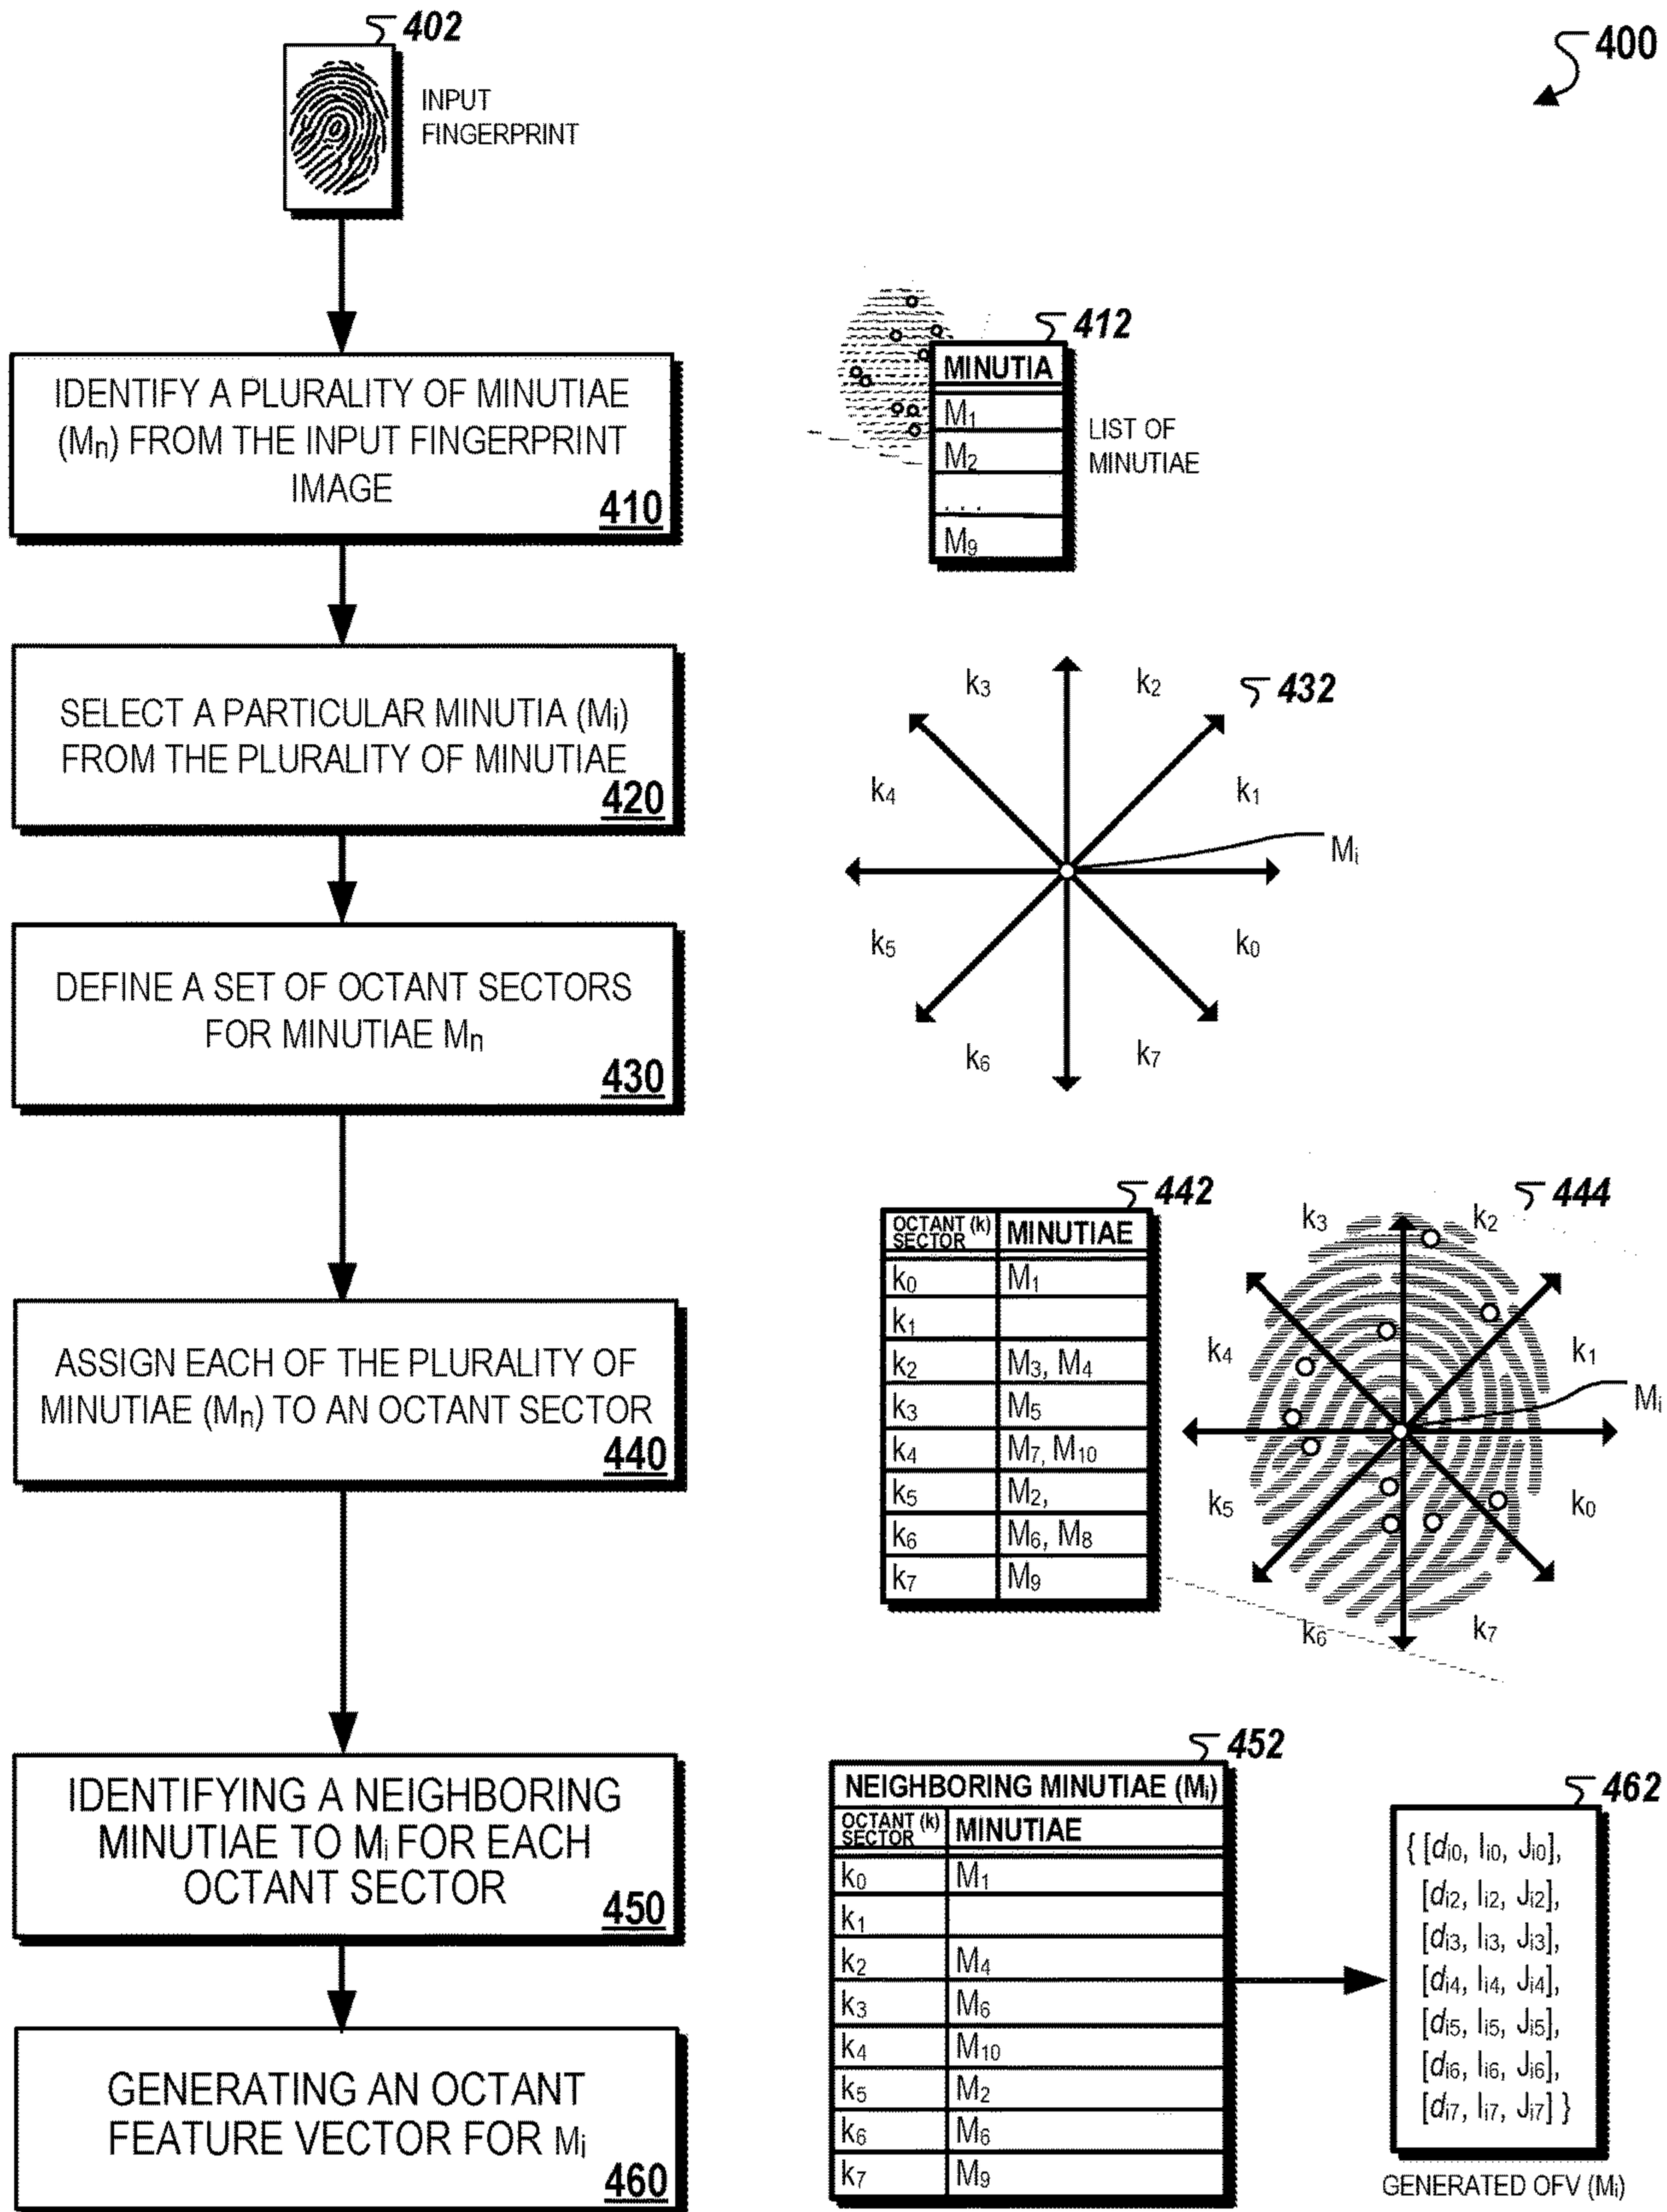 402
400
INPUT
FINGERPRINT
412
MINUTIA
M1
M2
...
M9
LIST OF
MINUTIAE
IDENTIFY A PLURALITY OF MINUTIAE
(Mn) FROM THE INPUT FINGERPRINT
IMAGE
410
SELECT A PARTICULAR MINUTIA (Mi)
FROM THE PLURALITY OF MINUTIAE
420
k3
k2
432
k4
k1
Mi
k5
k0
k6
k7
DEFINE A SET OF OCTANT SECTORS
FOR MINUTIAE Mn
430
442
OCTANT (k)
SECTOR
MINUTIAE
k0 M1
k1
k2 M3, M4
k3 M5
k4 M7, M10
k5 M2,
k6 M6, M8
k7 M9
444
k3
k2
k4
k1
Mi
k5
k0
k6
k7
ASSIGN EACH OF THE PLURALITY OF
MINUTIAE (Mn) TO AN OCTANT SECTOR
440
IDENTIFYING A NEIGHBORING
MINUTIAE TO Mi FOR EACH
OCTANT SECTOR
450
452
NEIGHBORING MINUTIAE (Mi)
OCTANT (k)
SECTOR
MINUTIAE
k0 M1
k1
k2 M4
k3 M6
k4 M10
k5 M2
k6 M6
k7 M9
462
{ [di0, Ii0, Ji0],
[di2, Ii2, Ji2],
[di3, Ii3, Ji3],
[di4, Ii4, Ji4],
[di5, Ii5, Ji5],
[di6, Ii6, Ji6],
[di7, Ii7, Ji7] }
GENERATED OFV (Mi)
GENERATING AN OCTANT
FEATURE VECTOR FOR Mi
460